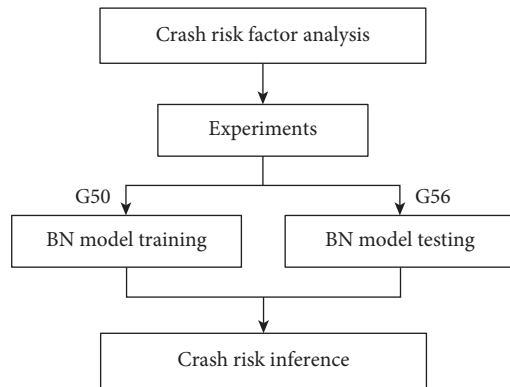 Crash risk factor analysis
Experiments
G50
G56
BN model training
BN model testing
Crash risk inference